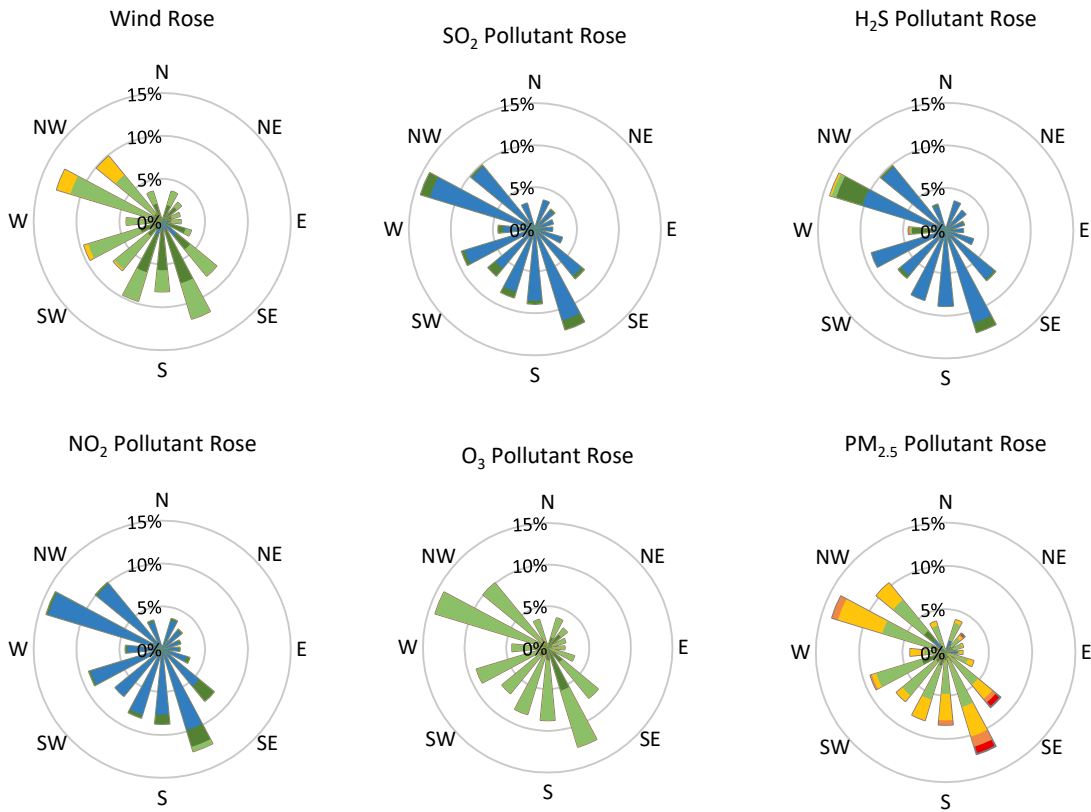 Wind Rose
N
15%
NW
NE
10%
5%
W
0%
E
SW
SE
S
SO₂ Pollutant Rose
N
15%
NW
NE
10%
5%
W
0%
E
SW
SE
S
H₂S Pollutant Rose
N
15%
NW
NE
10%
5%
W
0%
E
SW
SE
S
NO₂ Pollutant Rose
N
15%
NW
NE
10%
5%
W
0%
E
SW
SE
S
O₃ Pollutant Rose
N
15%
NW
NE
10%
5%
W
0%
E
SW
SE
S
PM₂.₅ Pollutant Rose
N
15%
NW
NE
10%
5%
W
0%
E
SW
SE
S